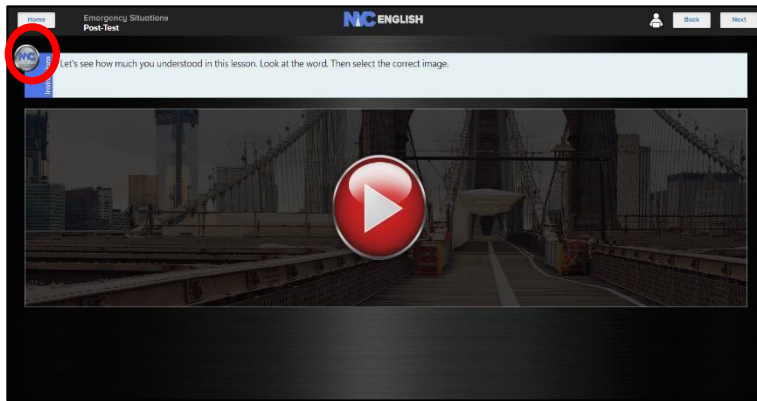 Home
Emergency Situations
Post-Test
NYC ENGLISH
Back
Next
Instructions
Let's see how much you understood in this lesson. Look at the word. Then select the correct image.